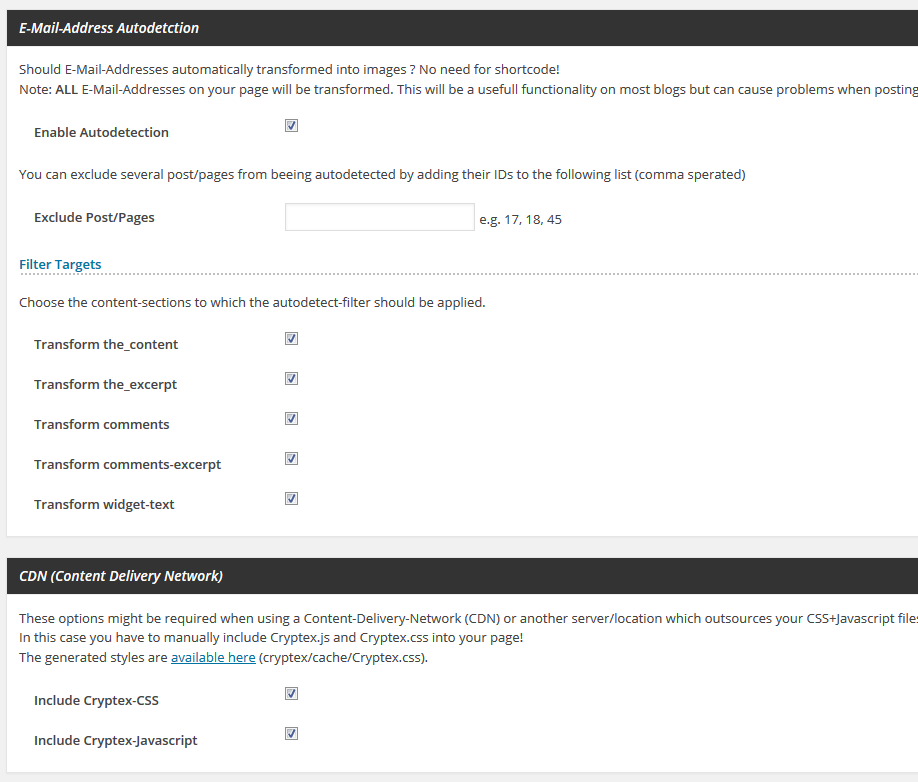 E-Mail-Address Autodetction
Should E-Mail-Addresses automatically transformed into images ? No need for shortcode!
Note: ALL E-Mail-Addresses on your page will be transformed. This will be a usefull functionality on most blogs but can cause problems when posting
Enable Autodetection
You can exclude several post/pages from beeing autodetected by adding their IDs to the following list (comma sperated)
Exclude Post/Pages e.g. 17, 18, 45
Filter Targets
Choose the content-sections to which the autodetect-filter should be applied.
Transform the_content
Transform the_excerpt
Transform comments
Transform comments-excerpt
Transform widget-text
CDN (Content Delivery Network)
These options might be required when using a Content-Delivery-Network (CDN) or another server/location which outsources your CSS+Javascript files
In this case you have to manually include Cryptex.js and Cryptex.css into your page!
The generated styles are available here (cryptex/cache/Cryptex.css).
Include Cryptex-CSS
Include Cryptex-Javascript